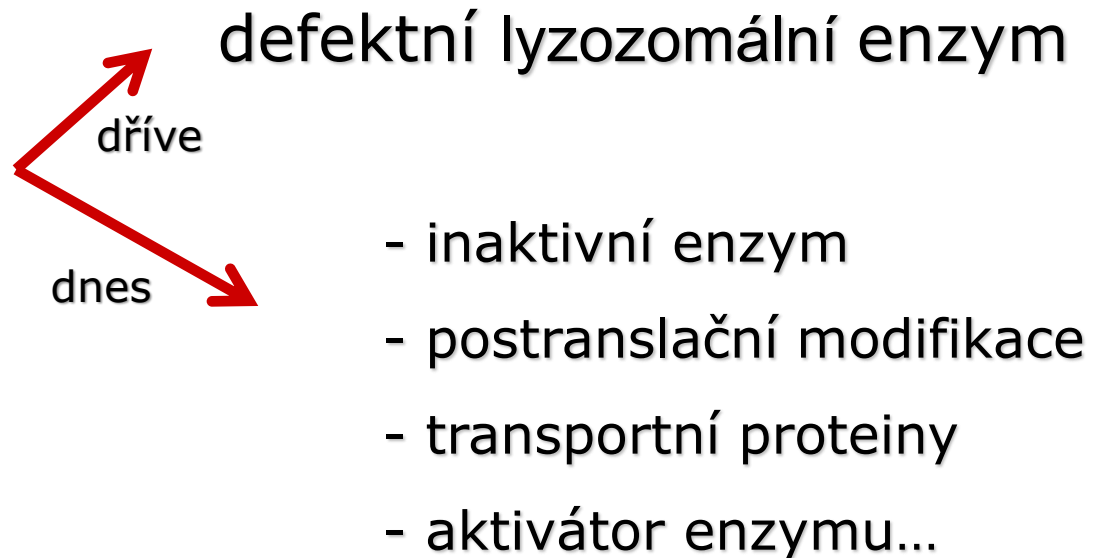 defektní lyzozomální enzym
dříve
- inaktivní enzym
dnes
- postranslační modifikace
- transportní proteiny
- aktivátor enzymu…